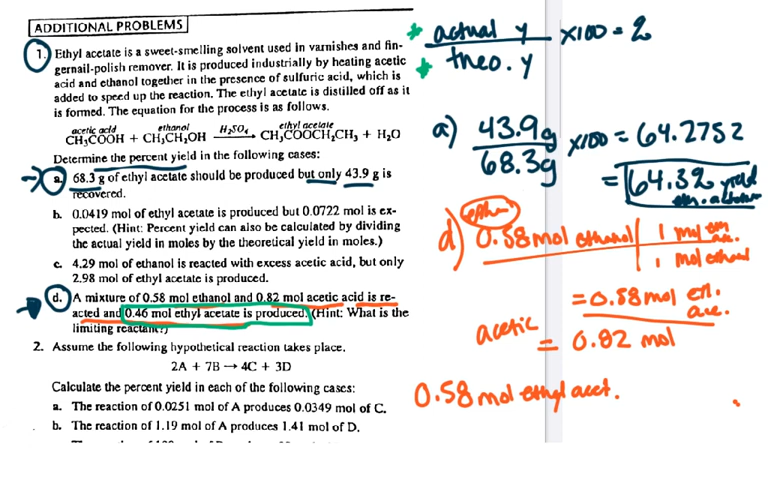 ADDITIONAL PROBLEMS
1. Ethyl acetate is a sweet-smelling solvent used in varnishes and fin-
gernail-polish remover. It is produced industrially by heating acetic
acid and ethanol together in the presence of sulfuric acid, which is
added to speed up the reaction. The ethyl acetate is distilled off as it
is formed. The equation for the process is as follows.
acetic acid ethanol ethyl acetate
CH₃COOH + CH₃CH₂OH H₂SO₄ → CH₃COOCH₂CH₃ + H₂O
Determine the percent yield in the following cases:
a. 68.3 g of ethyl acetate should be produced but only 43.9 g is
recovered.
b. 0.0419 mol of ethyl acetate is produced but 0.0722 mol is ex-
pected. (Hint: Percent yield can also be calculated by dividing
the actual yield in moles by the theoretical yield in moles.)
c. 4.29 mol of ethanol is reacted with excess acetic acid, but only
2.98 mol of ethyl acetate is produced.
d. A mixture of 0.58 mol ethanol and 0.82 mol acetic acid is re-
acted and 0.46 mol ethyl acetate is produced. (Hint: What is the
limiting reactant?)
2. Assume the following hypothetical reaction takes place.
2A + 7B → 4C + 3D
Calculate the percent yield in each of the following cases:
a. The reaction of 0.0251 mol of A produces 0.0349 mol of C.
b. The reaction of 1.19 mol of A produces 1.41 mol of D.
actual y x100 = %
theo. y
a) 43.9g x100 = 64.275%
68.3g
= 64.3% yield
d) 0.58 mol ethanol 1 mol
ac.
1 mol ethanol
= 0.58 mol eth.
ace.
acetic = 0.82 mol
0.58 mol ethyl acet.